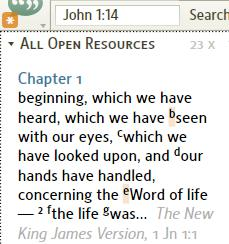 John 1:14 Search
ALL OPEN RESOURCES 23 X
Chapter 1
beginning, which we have
heard, which we have bseen
with our eyes, cwhich we
have looked upon, and dour
hands have handled,
concerning the eWord of life
— 2 fthe life gwas... The New
King James Version, 1 Jn 1:1